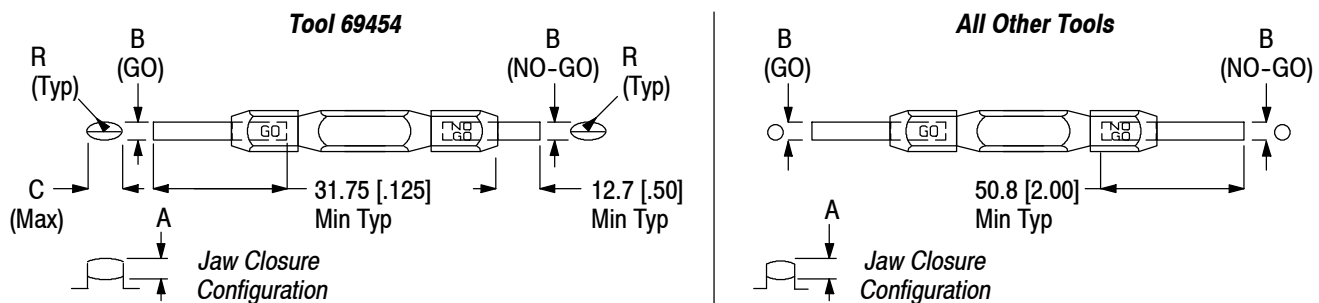 Tool 69454
R
(Typ)
B
(GO)
B
(NO-GO)
R
(Typ)
GO
NO
GO
C
(Max)
31.75 [.125]
Min Typ
12.7 [.50]
Min Typ
A
Jaw Closure
Configuration
All Other Tools
B
(GO)
B
(NO-GO)
GO
NO
GO
50.8 [2.00]
Min Typ
A
Jaw Closure
Configuration